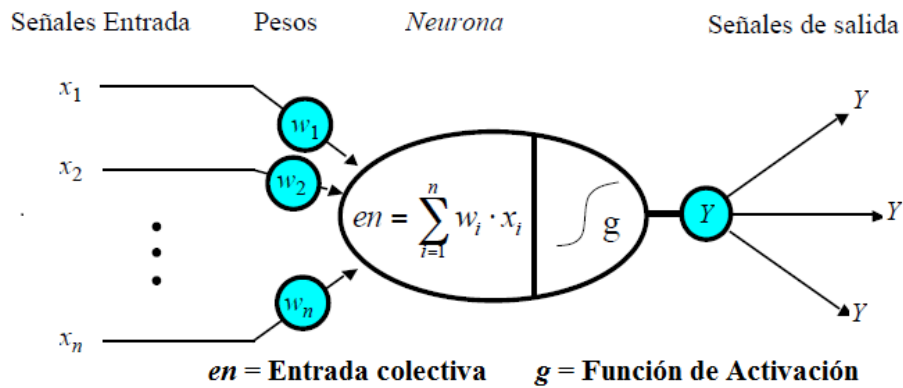 Señales Entrada Pesos Neurona Señales de salida
x₁ w₁ Y
x₂ w₂ en = ∑ⁿᵢ₌₁ wᵢ · xᵢ g Y Y
xₙ wₙ Y
en = Entrada colectiva g = Función de Activación